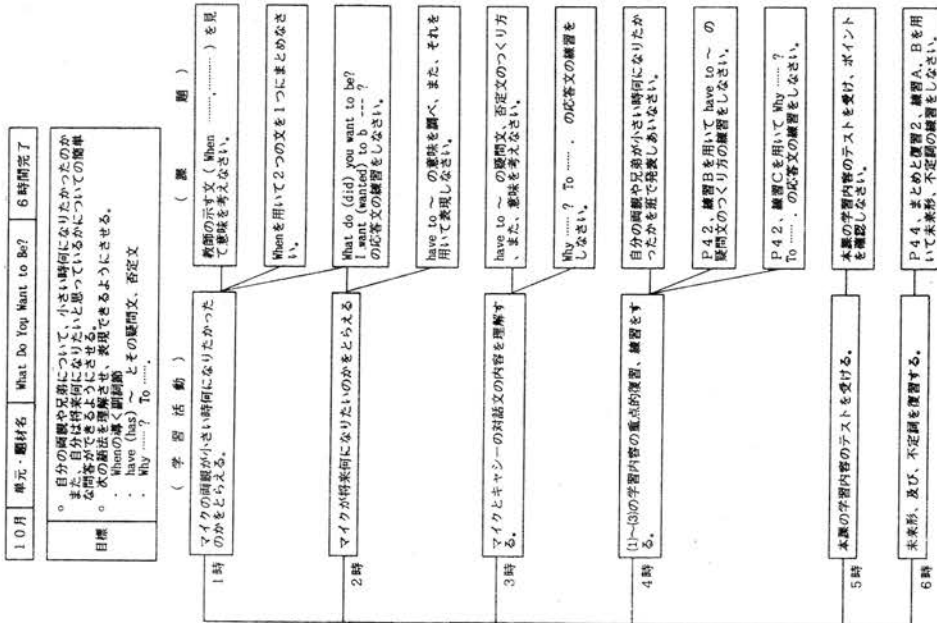 10月 単元・題材名 What Do You Want to Be? 6時間完了
目標
○ 自分の両親や兄弟について、小さい時何になりたかったのか
また、自分は将来何になりたいと思っているかについての簡単
な問答ができるようにさせる。
○ 次の語法を理解させ、表現できるようにさせる。
・ Whenの導く副詞節
・ have (has) ~ とその疑問文、否定文
・ Why ……? To …….
( 学 習 活 動 )
( 課 題 )
1時
マイクの両親が小さい時何になりたかった
のかをとらえる。
教師の示す文 ( When ……,………… ) を見
て意味を考えなさい。
Whenを用いて2つの文を1つにまとめなさ
い。
2時
マイクが将来何になりたいのかをとらえる
What do (did) you want to be?
I want (wanted) to b --- ?
の応答文の練習をしなさい。
have to ~ の意味を調べ、また、それを
用いて表現しなさい。
3時
マイクとキャシーの対話文の内容を理解す
る。
have to ~ の疑問文、否定文のつくり方
、また、意味を考えなさい。
Why ……? To ……. の応答文の練習を
しなさい。
4時
(1)~(3)の学習内容の重点的復習、練習をす
る。
自分の両親や兄弟が小さい時何になりたか
ったかを班で発表しあいなさい。
P42、練習Bを用いて have to ~ の
疑問文のつくり方の練習をしなさい。
P42、練習Cを用いて Why ……?
To ……. の応答文の練習をしなさい。
5時
本課の学習内容のテストを受ける。
本課の学習内容のテストを受け、ポイント
を確認しなさい。
6時
未来形、及び、不定詞を復習する。
P44、まとめと復習2、練習A、Bを用
いて未来形、不定詞の練習をしなさい。